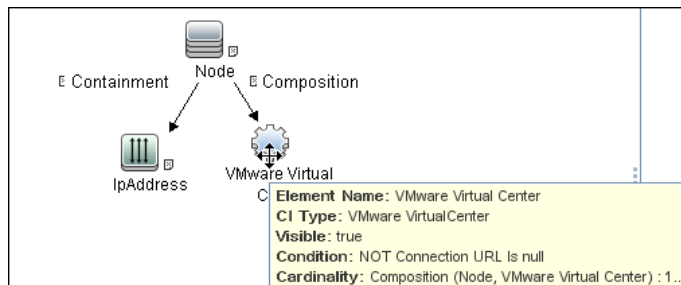 Node
Containment
Composition
IpAddress
VMware Virtual
C
Element Name: VMware Virtual Center
CI Type: VMware VirtualCenter
Visible: true
Condition: NOT Connection URL Is null
Cardinality: Composition (Node, VMware Virtual Center) : 1..